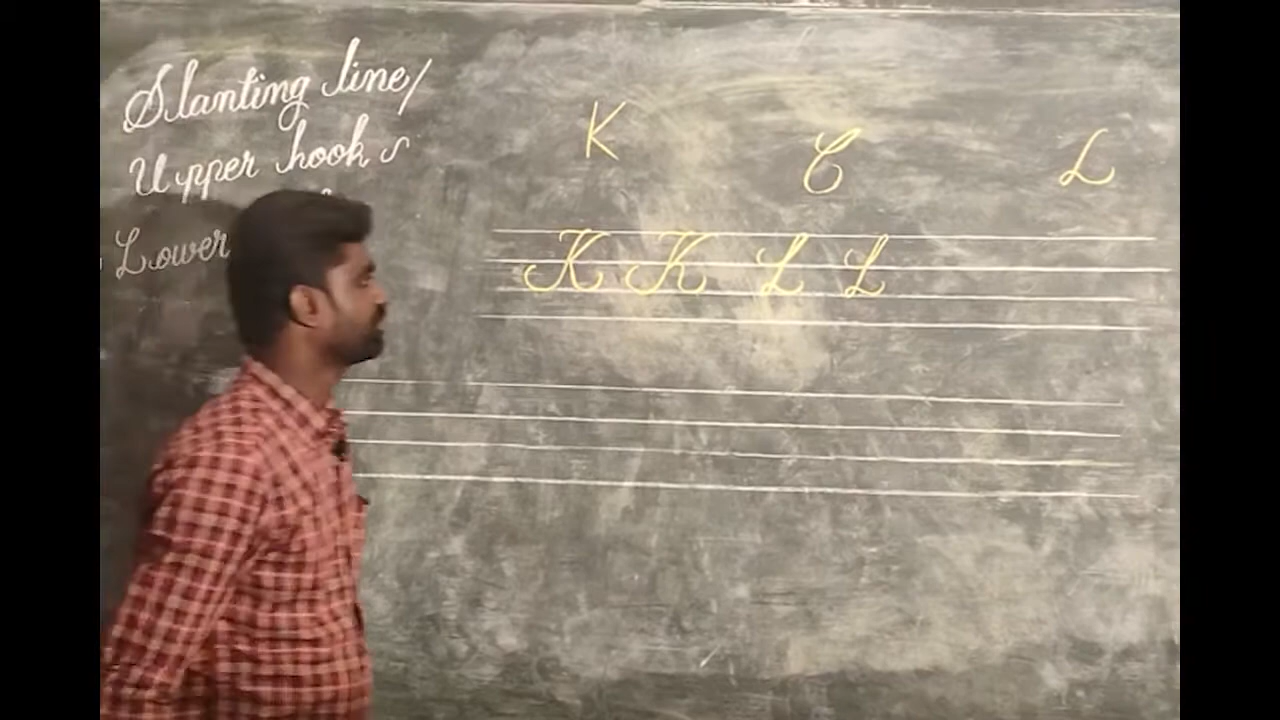 Slanting line /
Upper hook
Lower
K C L
K K L L